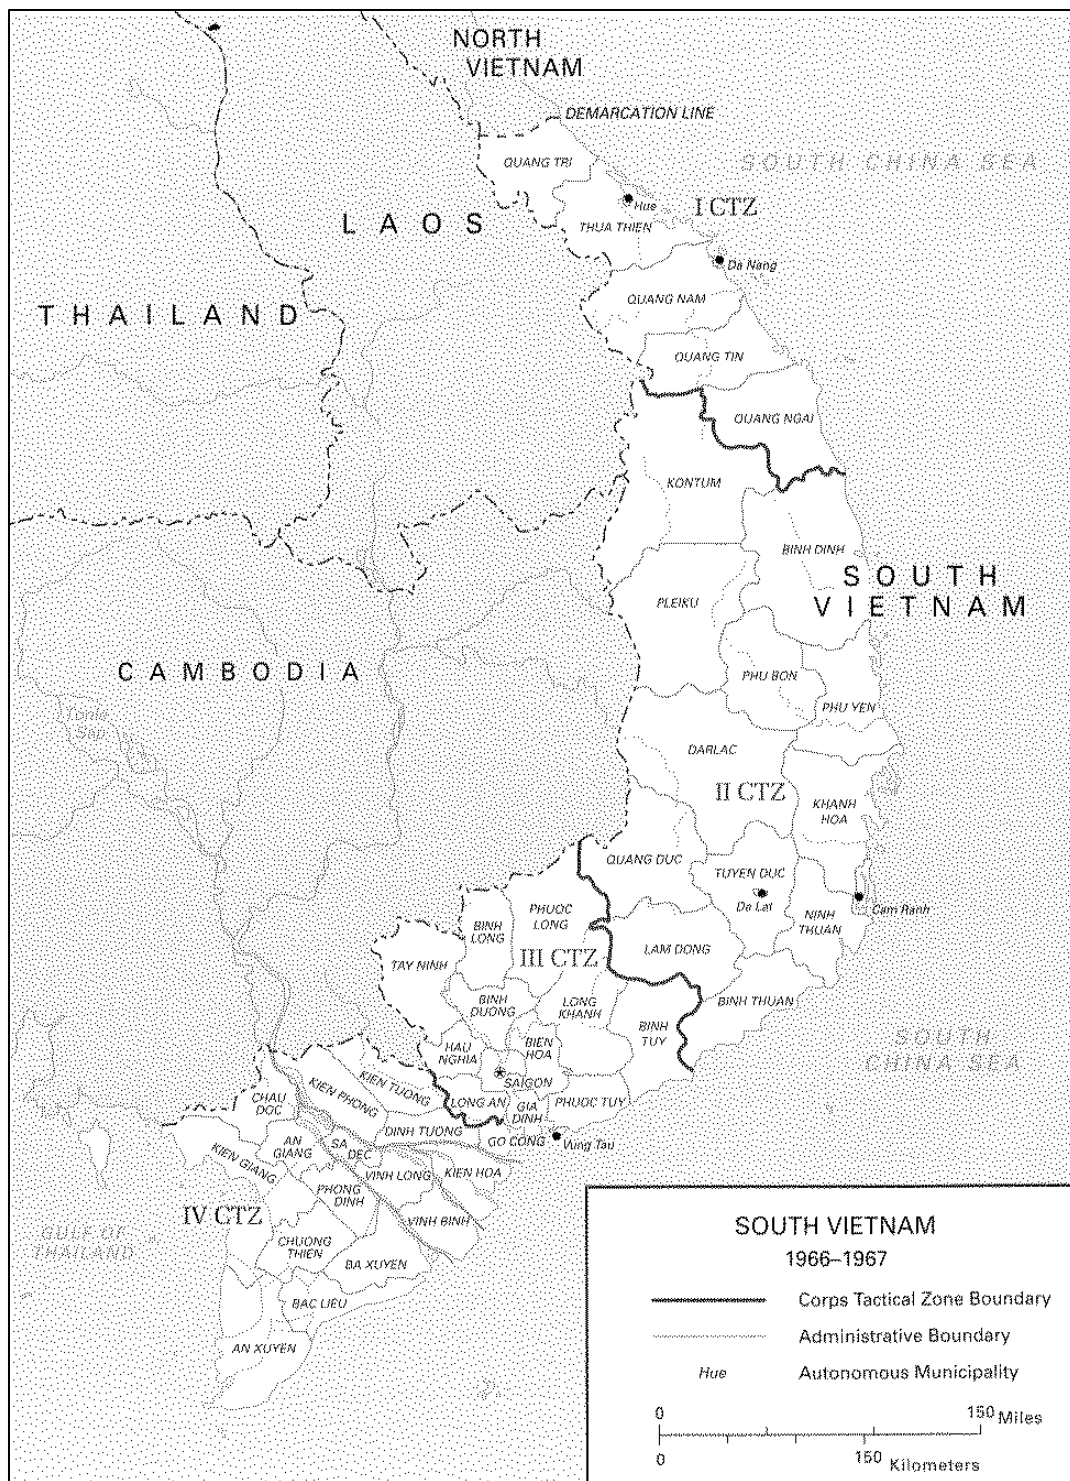 NORTH
VIETNAM
DEMARCATION LINE
SOUTH CHINA SEA
QUANG TRI
Hue
I CTZ
LAOS
THUA THIEN
Da Nang
THAILAND
QUANG NAM
QUANG TIN
QUANG NGAI
KONTUM
BINH DINH
SOUTH
VIETNAM
PLEIKU
CAMBODIA
PHU BON
PHU YEN
Tonle
Sap
DARLAC
II CTZ
KHANH
HOA
QUANG DUC
TUYEN DUC
Da Lat
Cam Ranh
NINH
THUAN
PHUOC
LONG
BINH
LONG
LAM DONG
III CTZ
TAY NINH
BINH THUAN
BINH
DUONG
LONG
KHANH
BINH
TUY
HAU
NGHIA
BIEN
HOA
SOUTH
CHINA SEA
SAIGON
KIEN TUONG
KIEN PHONG
CHAU
DOC
LONG AN
GIA
DINH
PHUOC TUY
DINH TUONG
GO CONG
Vung Tau
AN
GIANG
SA
DEC
KIEN GIANG
VINH LONG
KIEN HOA
PHONG
DINH
IV CTZ
VINH BINH
GULF OF
THAILAND
CHUONG
THIEN
BA XUYEN
BAC LIEU
AN XUYEN
SOUTH VIETNAM
1966–1967
Corps Tactical Zone Boundary
Administrative Boundary
Hue Autonomous Municipality
0 150 Miles
0 150 Kilometers